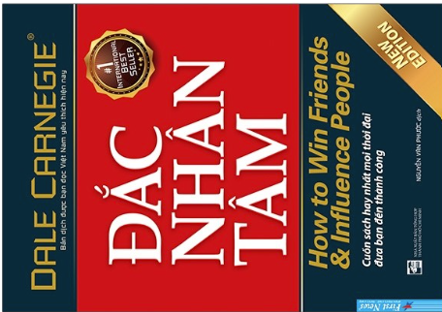 DALE CARNEGIE®
Bản dịch được bạn đọc Việt Nam yêu thích hiện nay
#1
INTERNATIONAL
BEST
SELLER
ĐẮC
NHÂN
TÂM
NEW
EDITION
How to Win Friends
& Influence People
Cuốn sách hay nhất mọi thời đại
đưa bạn đến thành công
NGUYỄN VĂN PHƯỚC dịch
First News